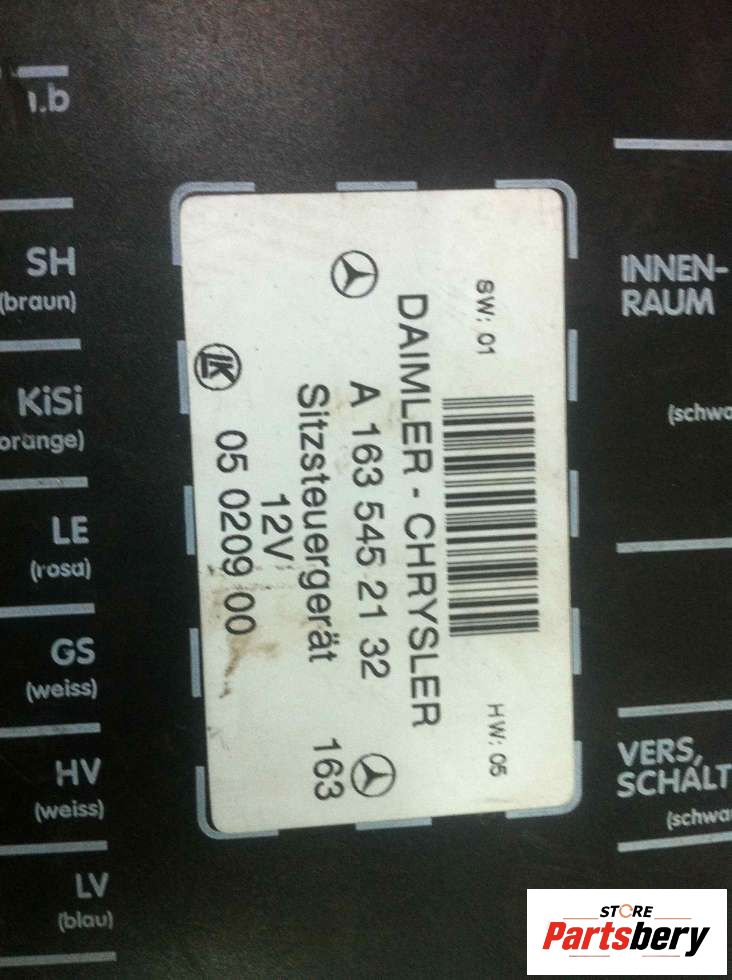 n.b
SH
(braun)
KiSi
orange)
LE
(rosa)
GS
(weiss)
HV
(weiss)
LV
(blau)
SW: 01
HW: 05
DAIMLER - CHRYSLER
A 163 545 21 32
Sitzsteuergerät 163
12V
LK 05 0209 00
INNEN-
RAUM
(schwa
VERS,
SCHALT
(schwa
STORE
Partsbery